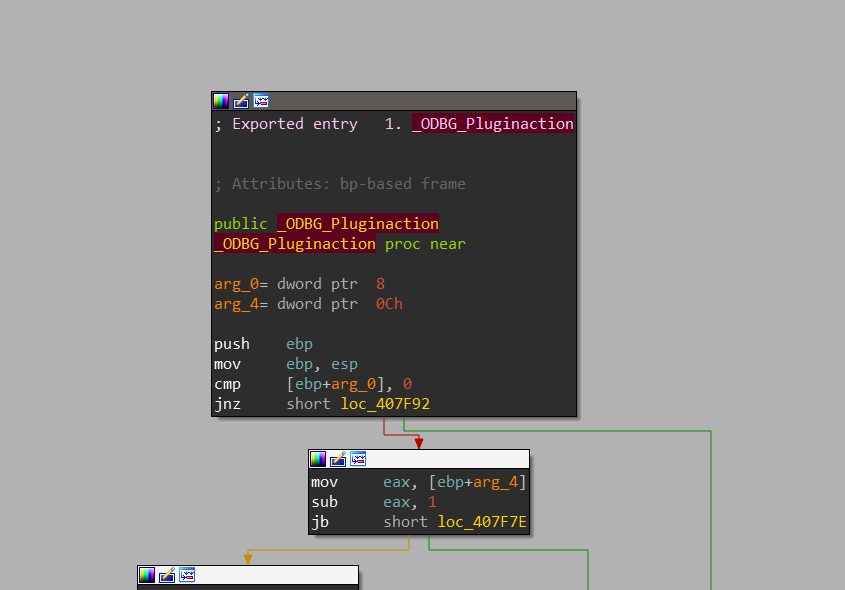 ; Exported entry   1. _ODBG_Pluginaction
; Attributes: bp-based frame
public _ODBG_Pluginaction
_ODBG_Pluginaction proc near
arg_0= dword ptr  8
arg_4= dword ptr  0Ch
push    ebp
mov     ebp, esp
cmp     [ebp+arg_0], 0
jnz     short loc_407F92
mov     eax, [ebp+arg_4]
sub     eax, 1
jb      short loc_407F7E